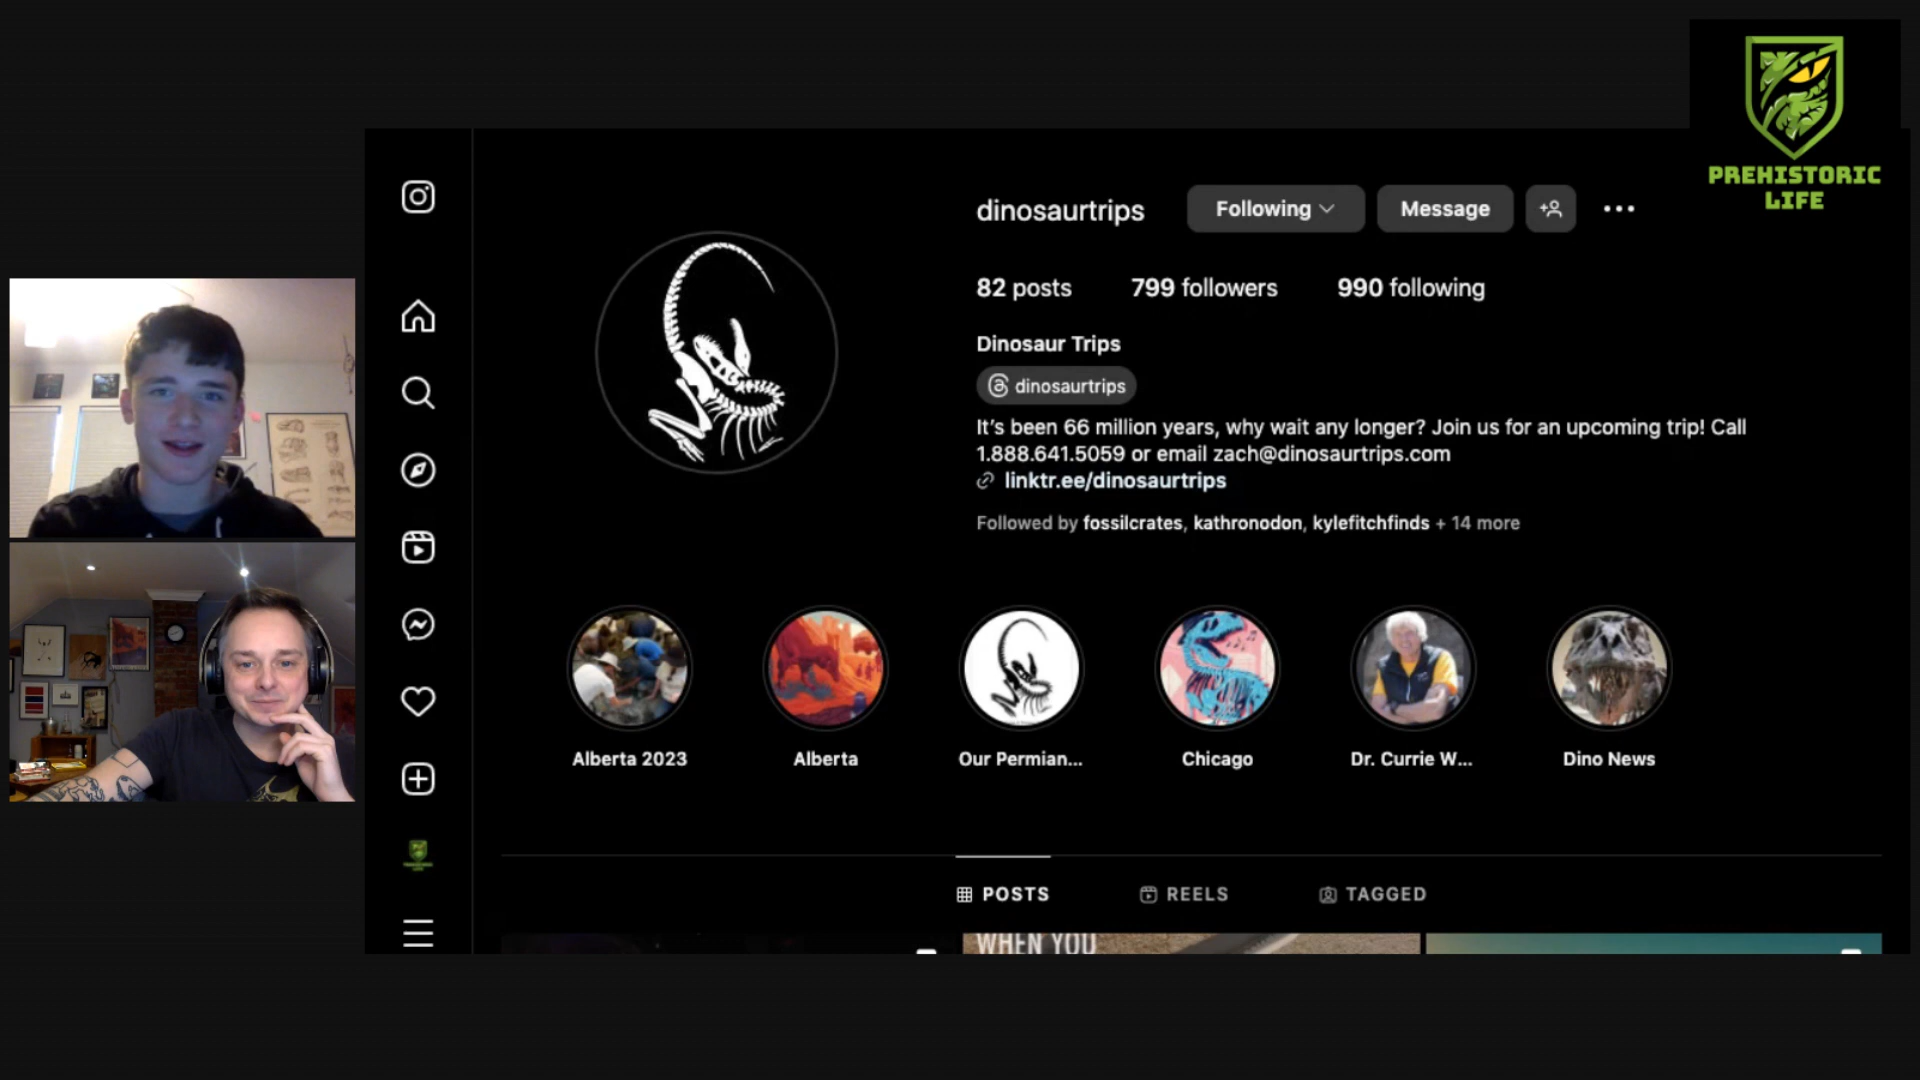 PREHISTORIC
LIFE
dinosaurtrips
Following
Message
82 posts
799 followers
990 following
Dinosaur Trips
dinosaurtrips
It's been 66 million years, why wait any longer? Join us for an upcoming trip! Call
1.888.641.5059 or email zach@dinosaurtrips.com
linktr.ee/dinosaurtrips
Followed by fossilcrates, kathronodon, kylefitchfinds + 14 more
Alberta 2023
Alberta
Our Permian...
Chicago
Dr. Currie W...
Dino News
POSTS
REELS
TAGGED
WHEN YOU